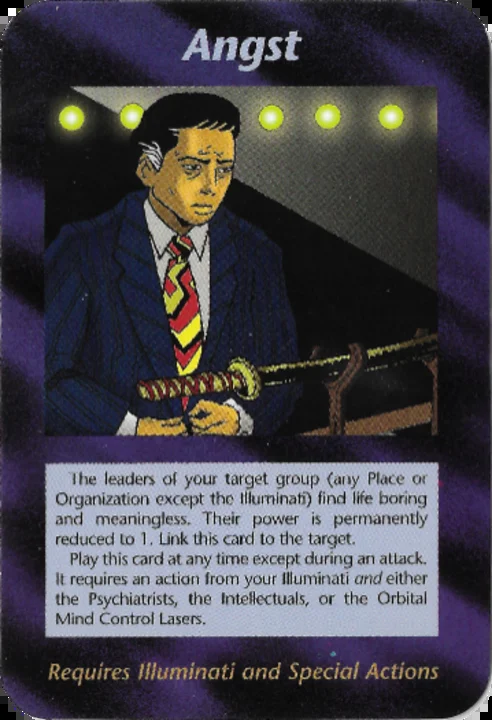 Angst
The leaders of your target group (any Place or
Organization except the Illuminati) find life boring
and meaningless. Their power is permanently
reduced to 1. Link this card to the target.
Play this card at any time except during an attack.
It requires an action from your Illuminati and either
the Psychiatrists, the Intellectuals, or the Orbital
Mind Control Lasers.
Requires Illuminati and Special Actions